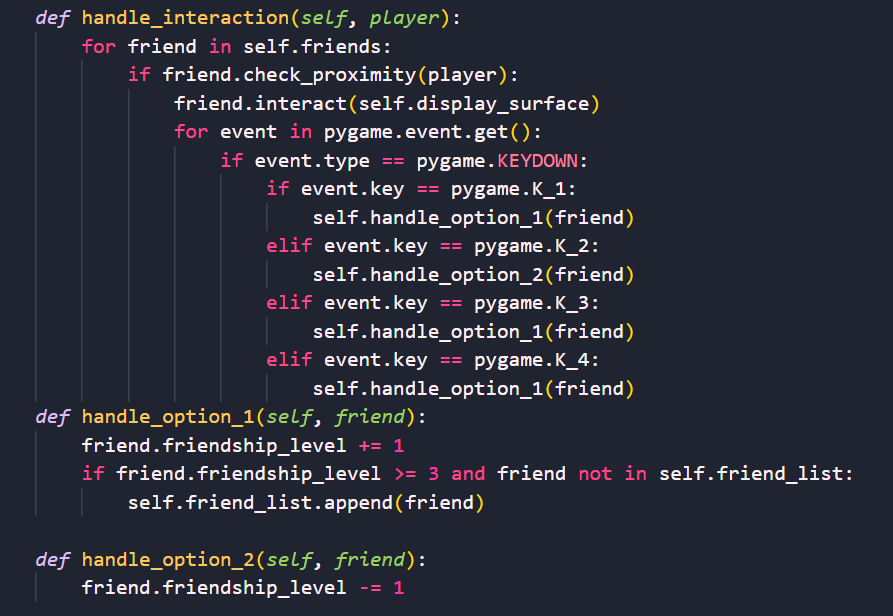 def handle_interaction(self, player):
    for friend in self.friends:
        if friend.check_proximity(player):
            friend.interact(self.display_surface)
            for event in pygame.event.get():
                if event.type == pygame.KEYDOWN:
                    if event.key == pygame.K_1:
                        self.handle_option_1(friend)
                    elif event.key == pygame.K_2:
                        self.handle_option_2(friend)
                    elif event.key == pygame.K_3:
                        self.handle_option_1(friend)
                    elif event.key == pygame.K_4:
                        self.handle_option_1(friend)
def handle_option_1(self, friend):
    friend.friendship_level += 1
    if friend.friendship_level >= 3 and friend not in self.friend_list:
        self.friend_list.append(friend)

def handle_option_2(self, friend):
    friend.friendship_level -= 1